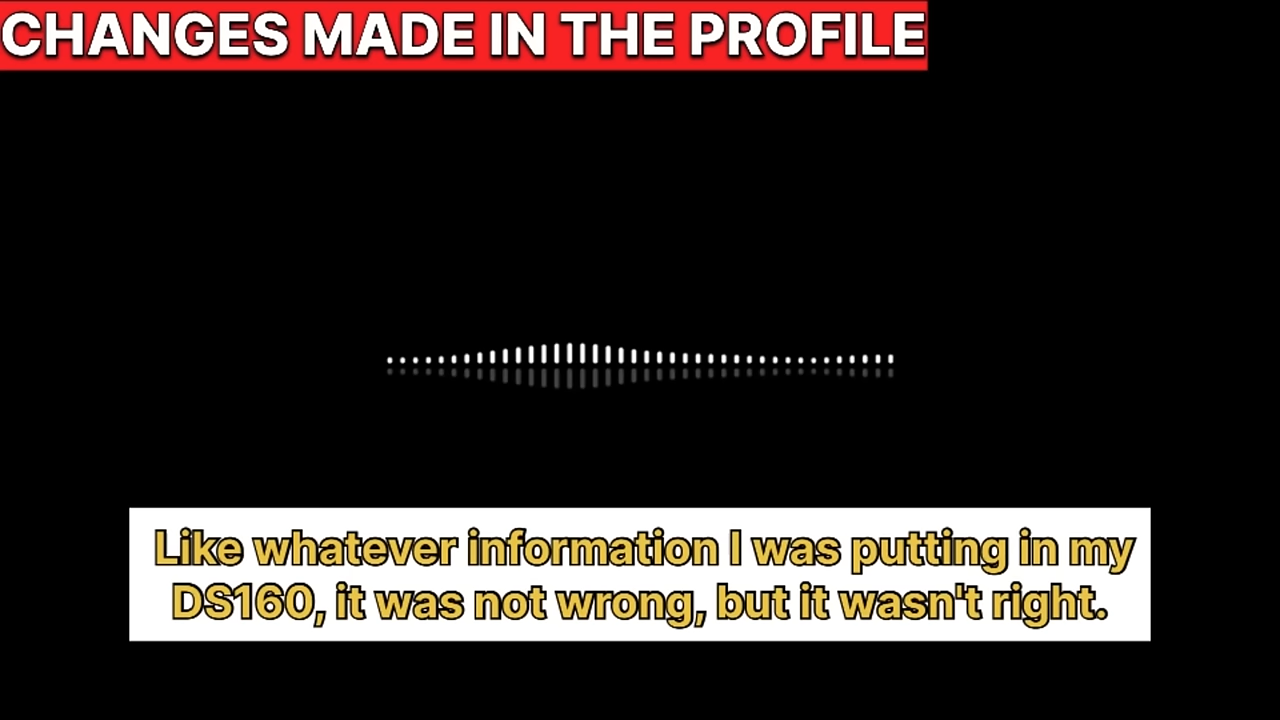 CHANGES MADE IN THE PROFILE
Like whatever information I was putting in my
DS160, it was not wrong, but it wasn't right.